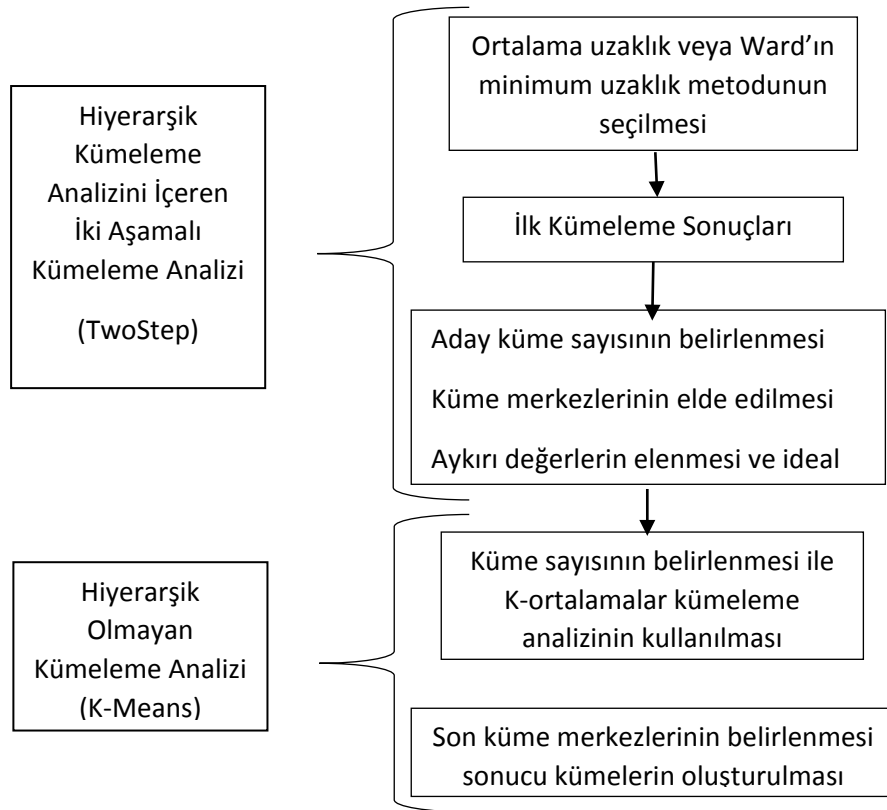 Hiyerarşik
Kümeleme
Analizini İçeren
İki Aşamalı
Kümeleme Analizi
(TwoStep)
Ortalama uzaklık veya Ward’ın
minimum uzaklık metodunun
seçilmesi
İlk Kümeleme Sonuçları
Aday küme sayısının belirlenmesi
Küme merkezlerinin elde edilmesi
Aykırı değerlerin elenmesi ve ideal
Hiyerarşik
Olmayan
Kümeleme Analizi
(K-Means)
Küme sayısının belirlenmesi ile
K-ortalamalar kümeleme
analizinin kullanılması
Son küme merkezlerinin belirlenmesi
sonucu kümelerin oluşturulması